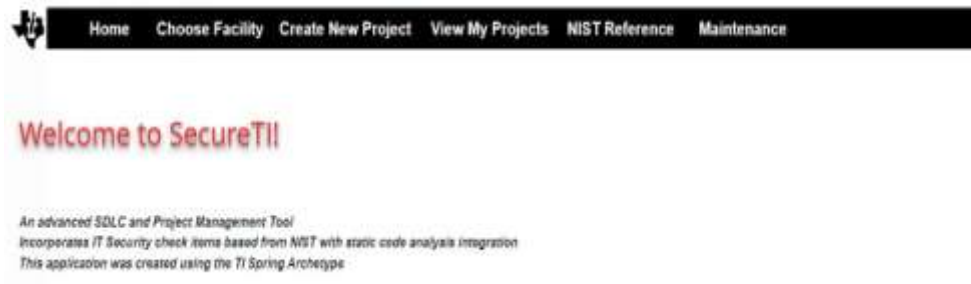 Home Choose Facility Create New Project View My Projects NIST Reference Maintenance
Welcome to SecureTI!
An advanced SDLC and Project Management Tool
Incorporates IT Security check items based from NIST with static code analysis integration
This application was created using the TI Spring Archetype